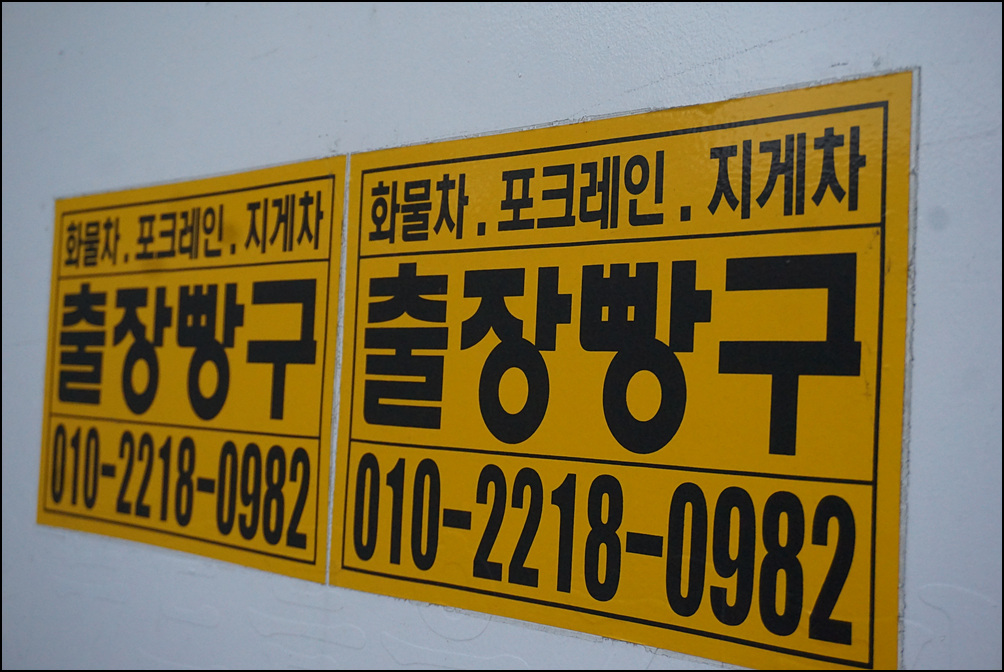 화물차 . 포크레인 . 지게차
출장빵구
010-2218-0982
화물차 . 포크레인 . 지게차
출장빵구
010-2218-0982